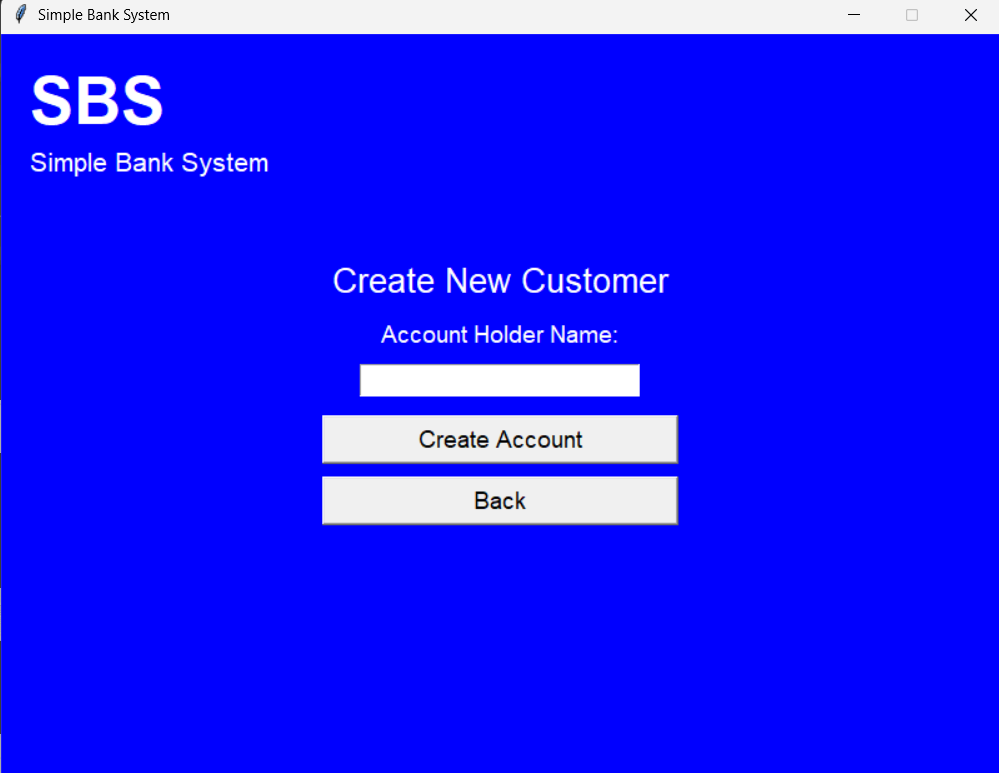 Simple Bank System
SBS
Simple Bank System
Create New Customer
Account Holder Name:
Create Account
Back